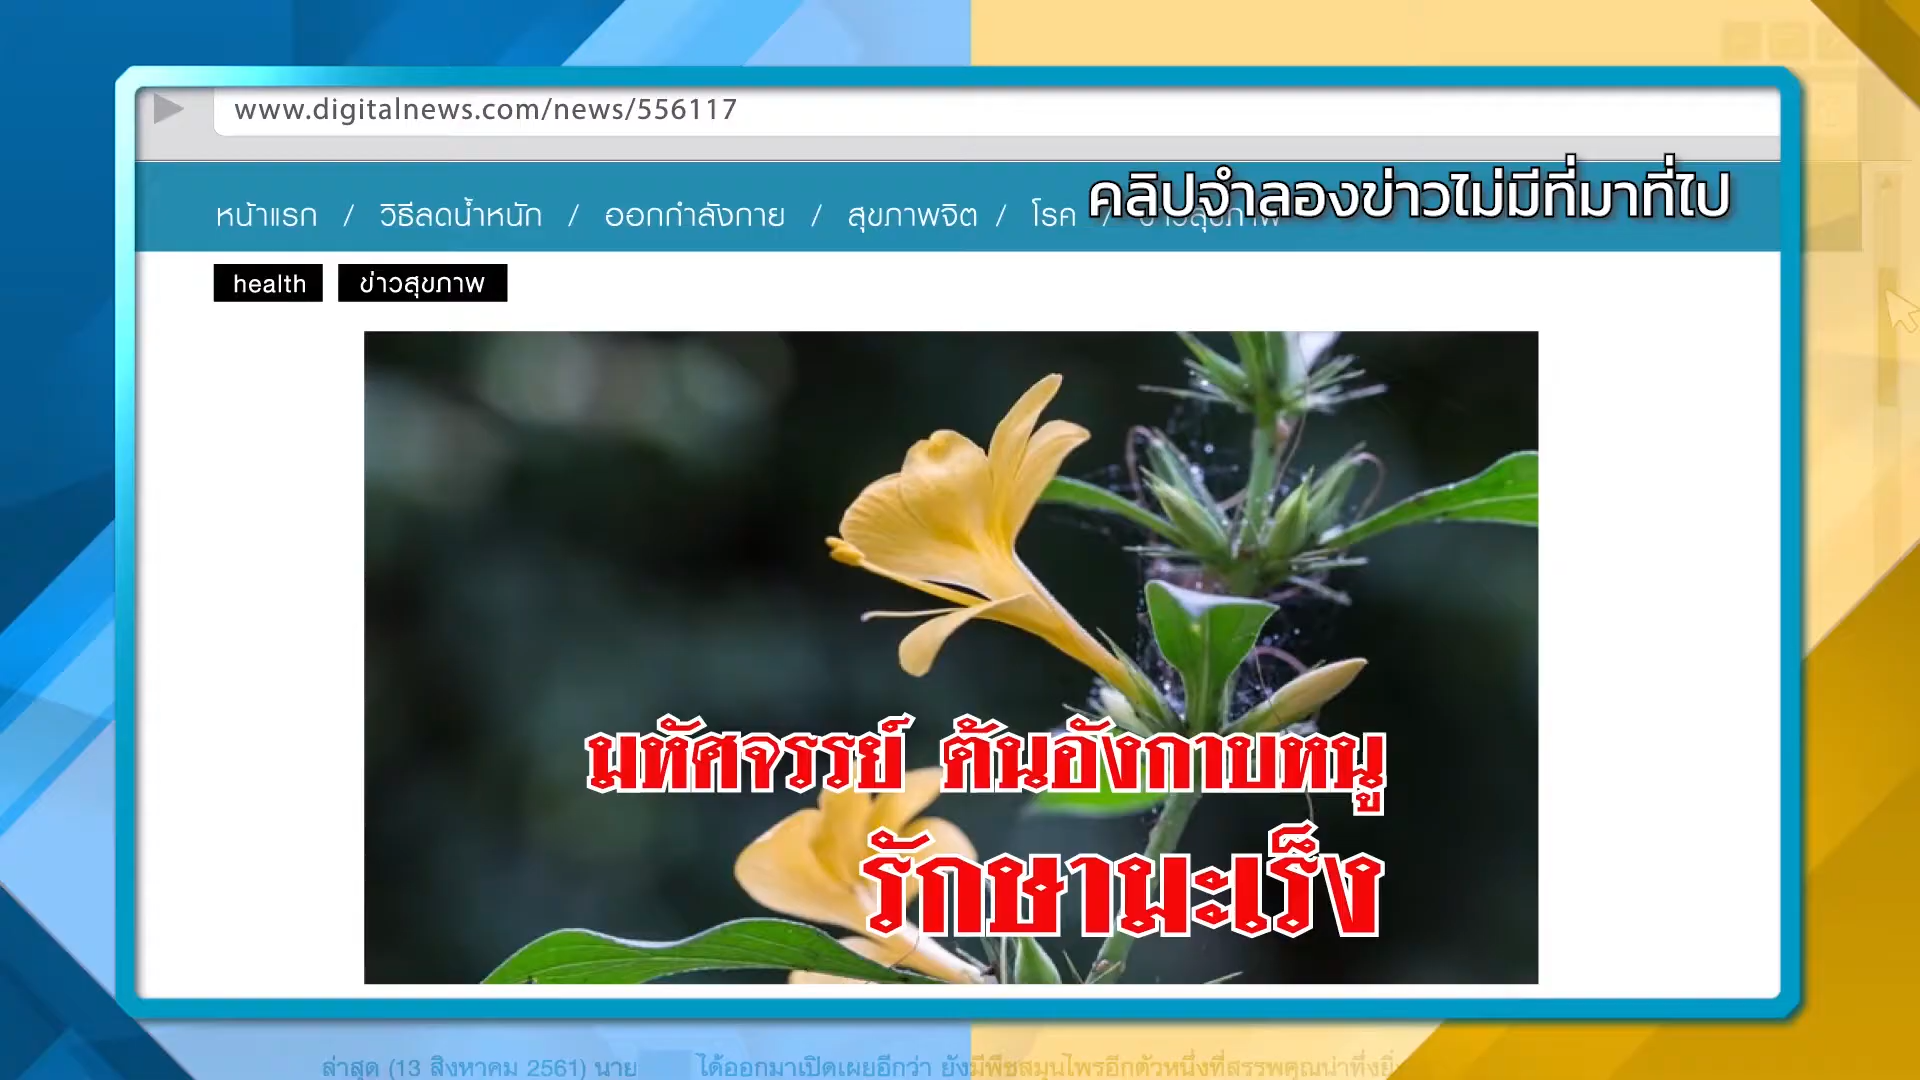 www.digitalnews.com/news/556117
คลิปจำลองข่าวไม่มีที่มาที่ไป
หน้าแรก / วิธีลดน้ำหนัก / ออกกำลังกาย / สุขภาพจิต / โรค / ข่าวสุขภาพ
health ข่าวสุขภาพ
มหัศจรรย์ ต้นอังกาบหนู
รักษามะเร็ง
ล่าสุด (13 สิงหาคม 2561) นาย ได้ออกมาเปิดเผยอีกว่า ยังมีพืชสมุนไพรอีกตัวหนึ่งที่สรรพคุณน่าทึ่ง